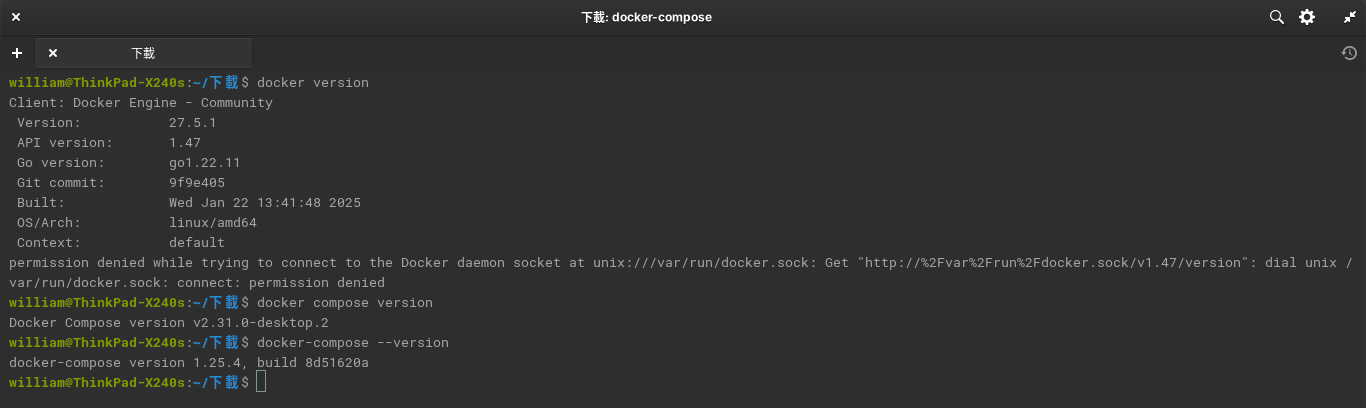 下載: docker-compose
下載
william@ThinkPad-X240s:~/下載$ docker version
Client: Docker Engine - Community
 Version:           27.5.1
 API version:       1.47
 Go version:        go1.22.11
 Git commit:        9f9e405
 Built:             Wed Jan 22 13:41:48 2025
 OS/Arch:           linux/amd64
 Context:           default
permission denied while trying to connect to the Docker daemon socket at unix:///var/run/docker.sock: Get "http://%2Fvar%2Frun%2Fdocker.sock/v1.47/version": dial unix /
var/run/docker.sock: connect: permission denied
william@ThinkPad-X240s:~/下載$ docker compose version
Docker Compose version v2.31.0-desktop.2
william@ThinkPad-X240s:~/下載$ docker-compose --version
docker-compose version 1.25.4, build 8d51620a
william@ThinkPad-X240s:~/下載$